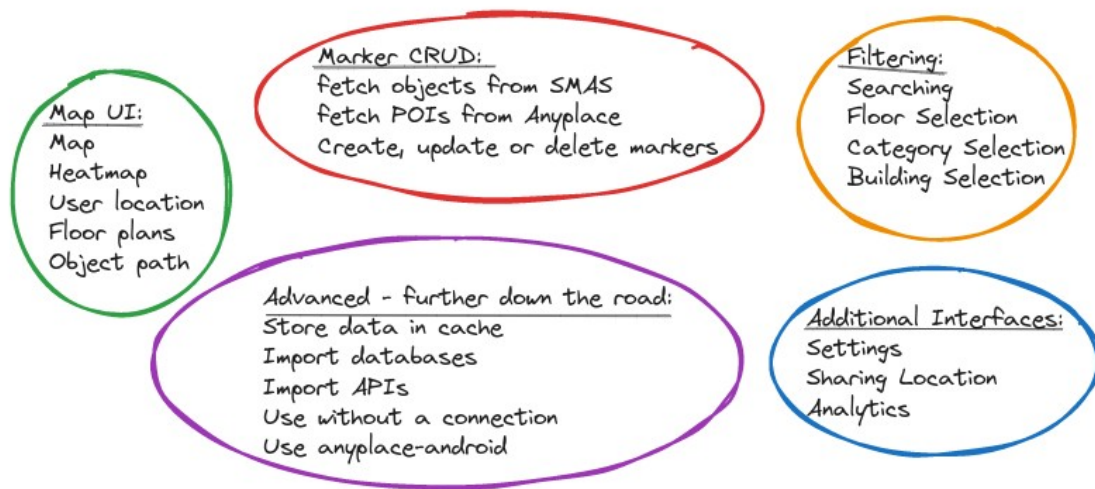 Map UI:
Map
Heatmap
User location
Floor plans
Object path
Marker CRUD:
fetch objects from SMAS
fetch POIs from Anyplace
Create, update or delete markers
Filtering:
Searching
Floor Selection
Category Selection
Building Selection
Advanced - further down the road:
Store data in cache
Import databases
Import APIs
Use without a connection
Use anyplace-android
Additional Interfaces:
Settings
Sharing Location
Analytics